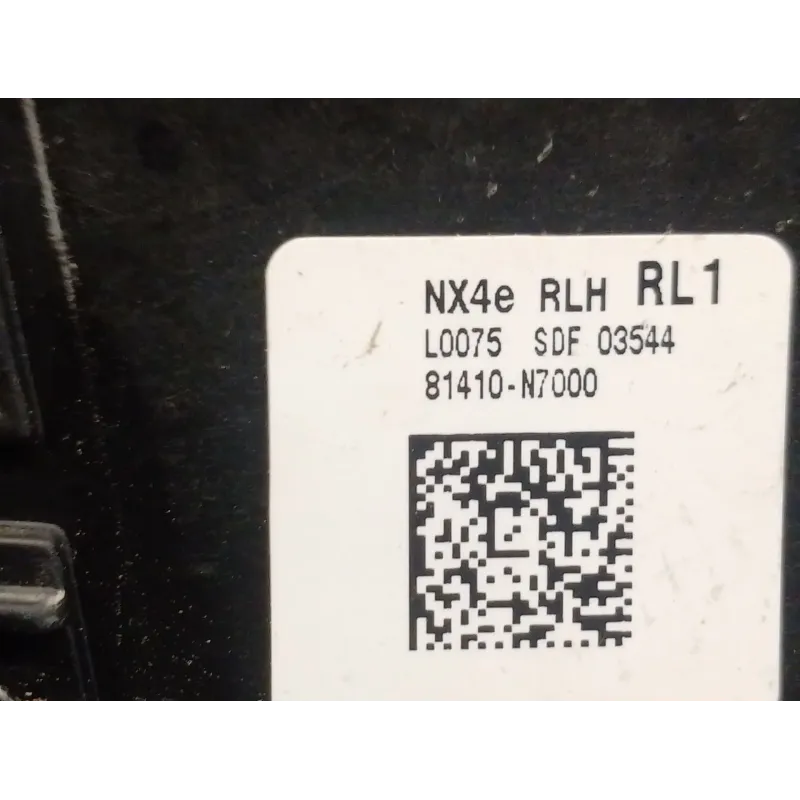 NX4e RLH RL1
L0075 SDF 03544
81410-N7000